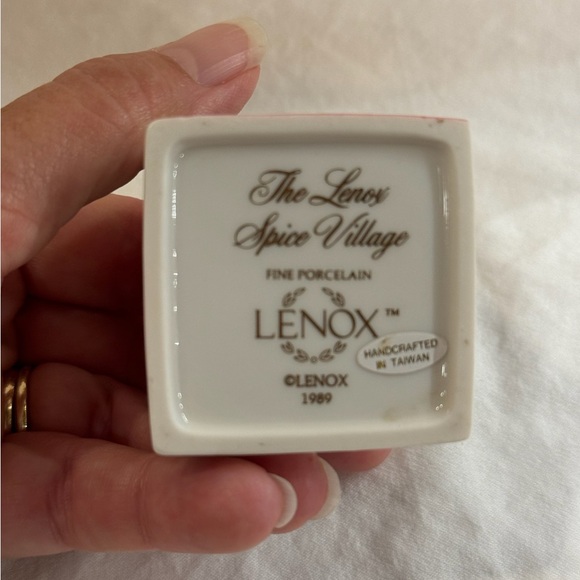 The Lenox
Spice Village
FINE PORCELAIN
LENOX™
HANDCRAFTED
IN TAIWAN
©LENOX
1989